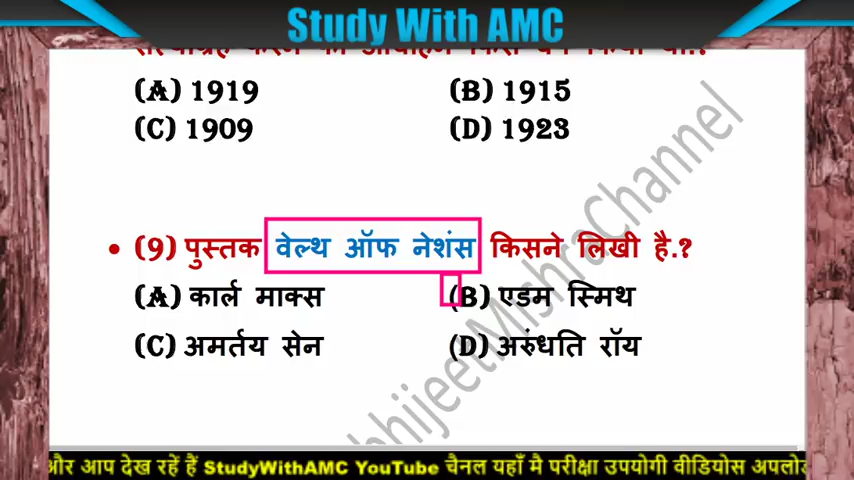 Study With AMC
(A) 1919 (B) 1915
(C) 1909 (D) 1923
• (9) पुस्तक वेल्थ ऑफ नेशंस किसने लिखी है.?
(A) कार्ल माक्स (B) एडम स्मिथ
(C) अमर्तय सेन (D) अरुंधति रॉय
bhijeetMishraChannel
और आप देख रहें हैं StudyWithAMC YouTube चैनल यहाँ मै परीक्षा उपयोगी वीडियोस अपलोड